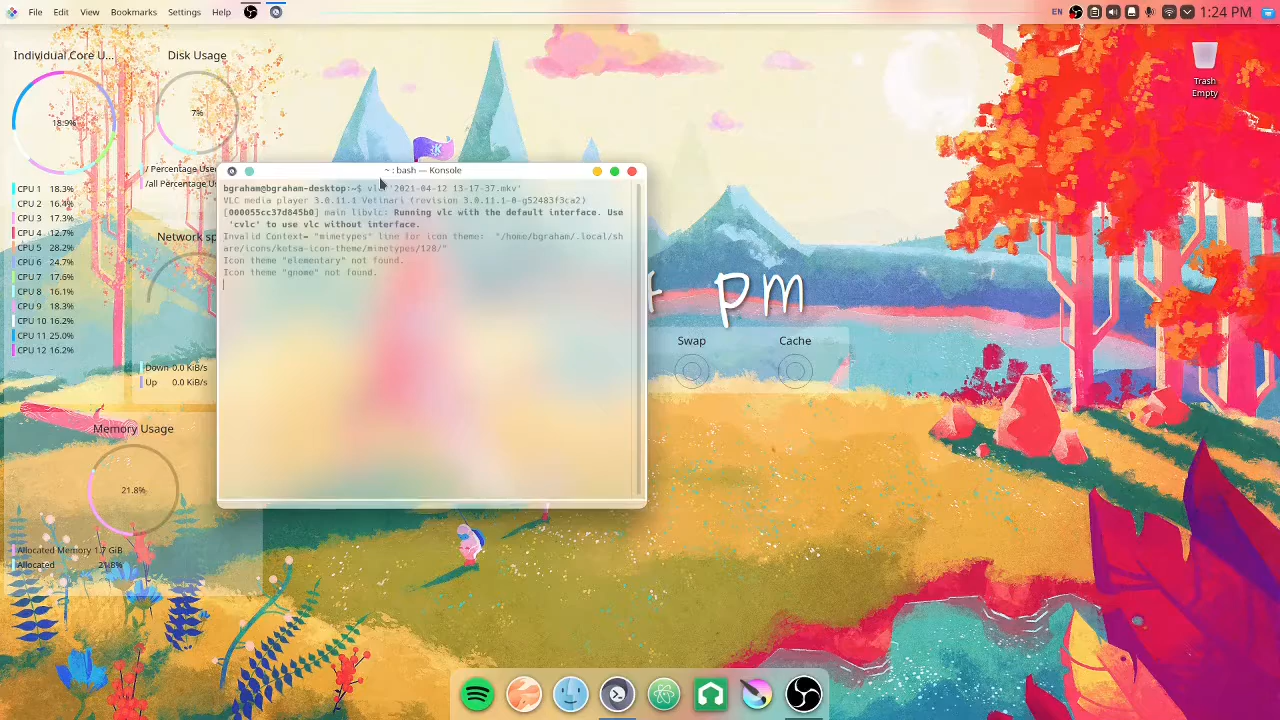 File Edit View Bookmarks Settings Help
EN 1:24 PM
Individual Core U... Disk Usage
18.9% 7%
/ Percentage Use
/all Percentage U
CPU 1 18.3%
CPU 2 16.4%
CPU 3 17.3%
CPU 4 12.7%
CPU 5 28.2%
CPU 6 24.7%
CPU 7 17.6%
CPU 8 16.1%
CPU 9 18.3%
CPU 10 16.2%
CPU 11 25.0%
CPU 12 16.2%
Network sp
Down 0.0 KiB/s
Up 0.0 KiB/s
Memory Usage
21.8%
Allocated Memory 1.7 GiB
Allocated 21.8%
~ : bash — Konsole
bgraham@bgraham-desktop:~$ vlc '2021-04-12 13-17-37.mkv'
VLC media player 3.0.11.1 Vetinari (revision 3.0.11.1-0-g52483f3ca2)
[000055cc37d845b0] main libvlc: Running vlc with the default interface. Use
'cvlc' to use vlc without interface.
Invalid Context= "mimetypes" line for icon theme:  "/home/bgraham/.local/sh
are/icons/kotsa-icon-theme/mimetypes/128/"
Icon theme "elementary" not found.
Icon theme "gnome" not found.
pm
Swap Cache
Trash
Empty
K